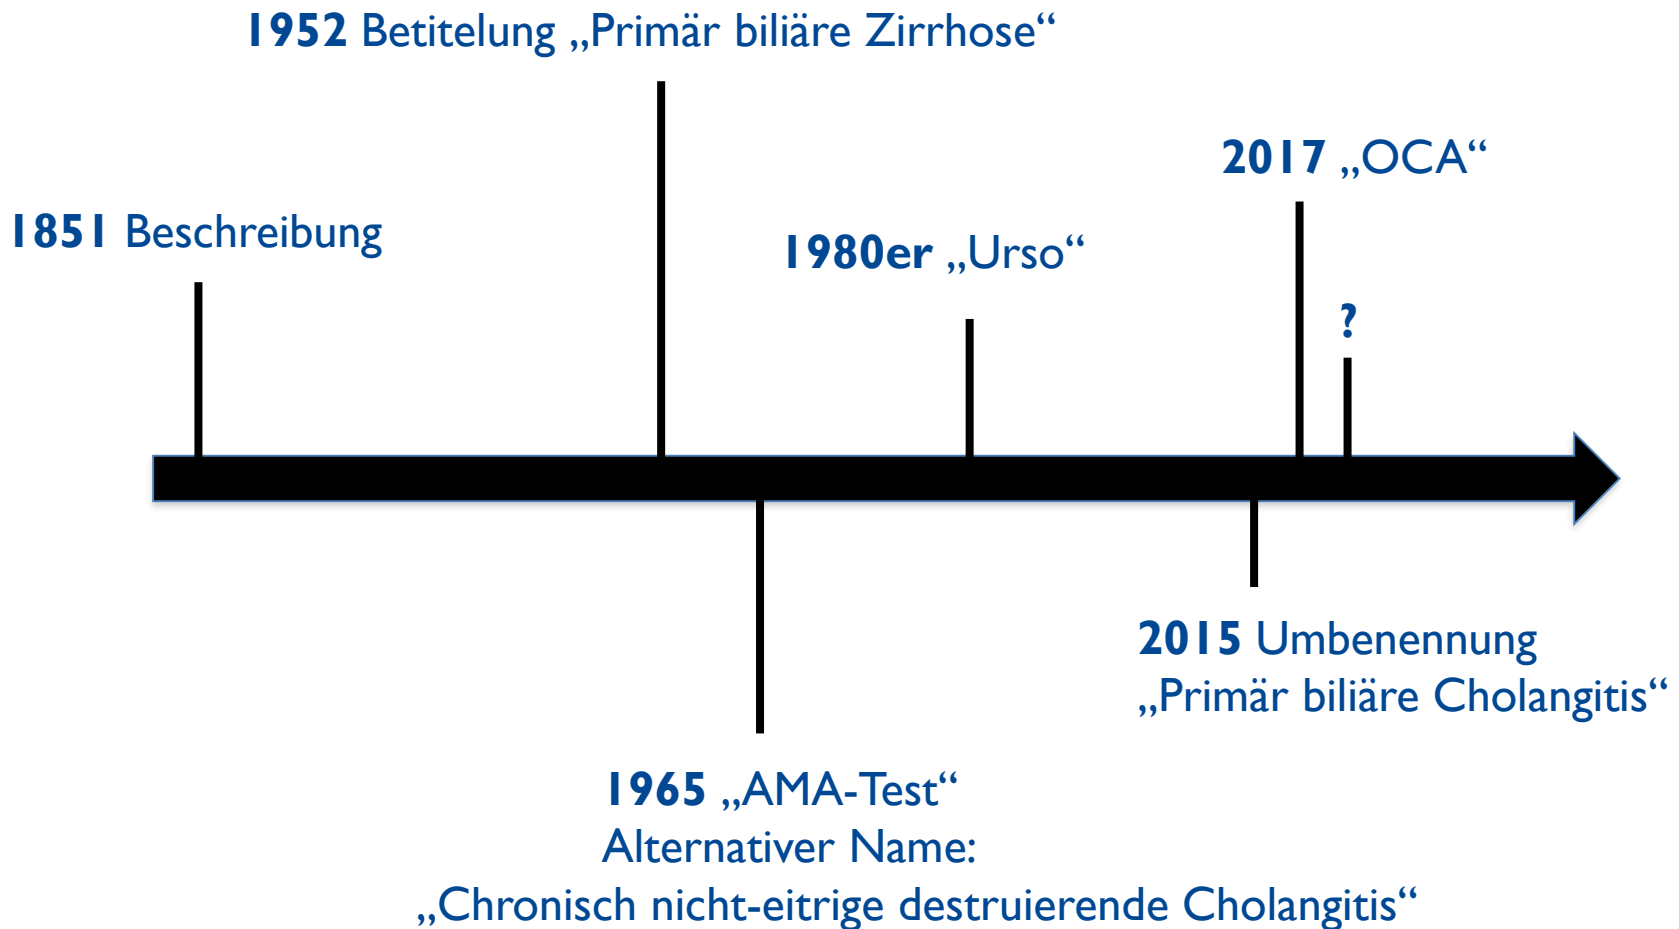 1952 Betitelung „Primär biliäre Zirrhose“
2017 „OCA“
1851 Beschreibung
1980er „Urso“
?
2015 Umbenennung
„Primär biliäre Cholangitis“
1965 „AMA-Test“
Alternativer Name:
„Chronisch nicht-eitrige destruierende Cholangitis“